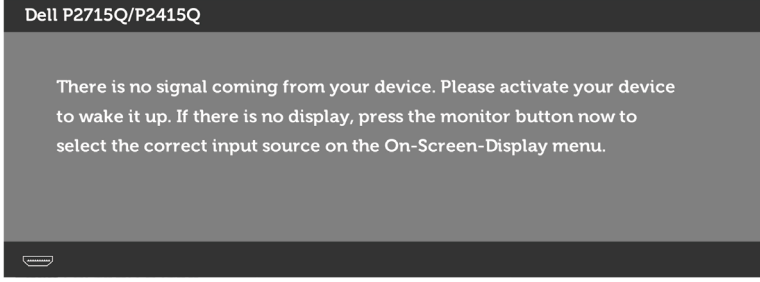 Dell P2715Q/P2415Q
There is no signal coming from your device. Please activate your device
to wake it up. If there is no display, press the monitor button now to
select the correct input source on the On-Screen-Display menu.